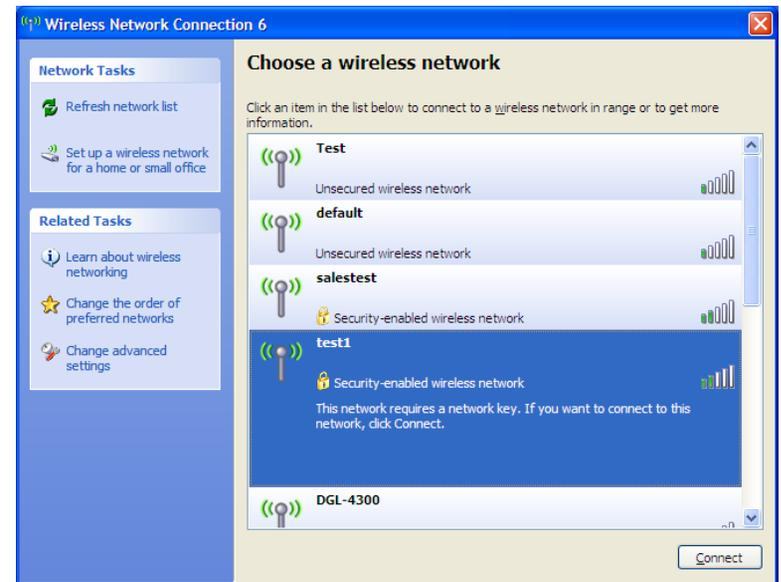 Wireless Network Connection 6
Network Tasks
Refresh network list
Set up a wireless network
for a home or small office
Related Tasks
Learn about wireless
networking
Change the order of
preferred networks
Change advanced
settings
Choose a wireless network
Click an item in the list below to connect to a wireless network in range or to get more
information.
Test
Unsecured wireless network
default
Unsecured wireless network
salestest
Security-enabled wireless network
test1
Security-enabled wireless network
This network requires a network key. If you want to connect to this
network, click Connect.
DGL-4300
Connect